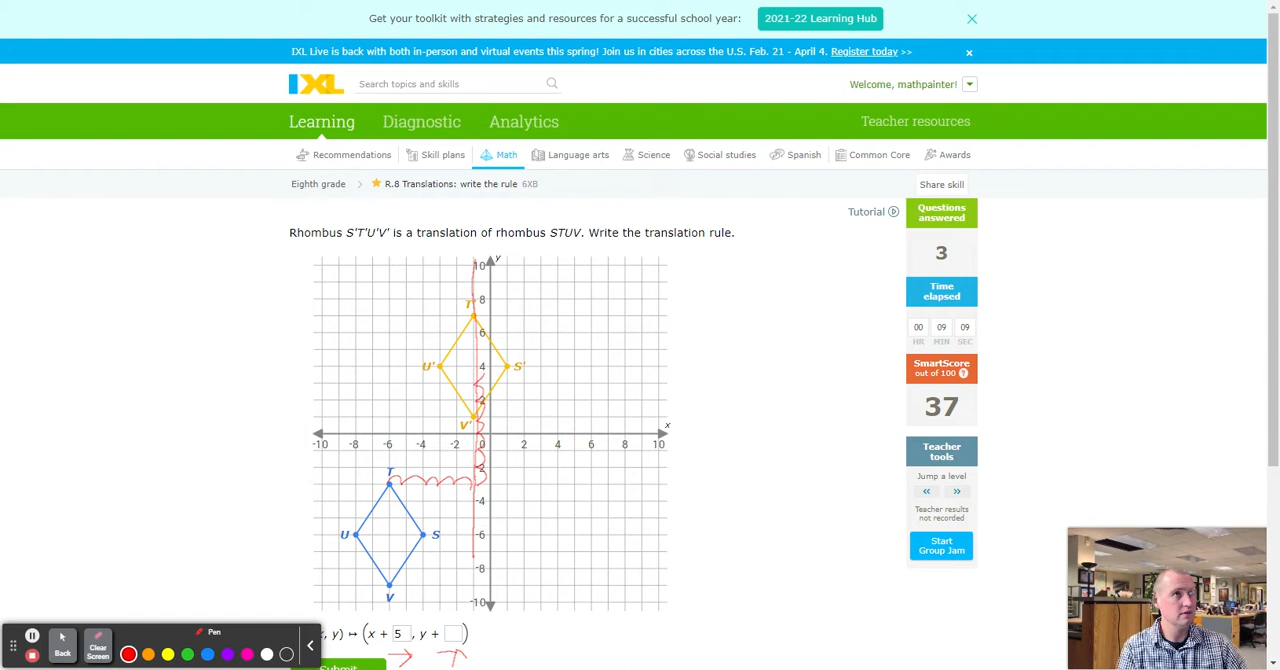 Get your toolkit with strategies and resources for a successful school year: 2021-22 Learning Hub
IXL Live is back with both in-person and virtual events this spring! Join us in cities across the U.S. Feb. 21 - April 4. Register today >>
IXL Search topics and skills Welcome, mathpainter
Learning Diagnostic Analytics Teacher resources
Recommendations Skill plans Math Language arts Science Social studies Spanish Common Core Awards
Eighth grade > R.8 Translations: write the rule 6XB Share skill
Tutorial
Questions answered
3
Time elapsed
00 09 09
HR MIN SEC
SmartScore out of 100 ?
37
Teacher tools
Jump a level
<< >>
Teacher results not recorded
Start Group Jam
Rhombus S'T'U'V' is a translation of rhombus STUV. Write the translation rule.
y
10
T'
8
6
U' 4 S'
2
V'
x
-10 -8 -6 -4 -2 0 2 4 6 8 10
T -2
-4
U S -6
-8
V -10
, y) ↦ (x + 5 , y + )
Submit
Pen
Back
Clear Screen